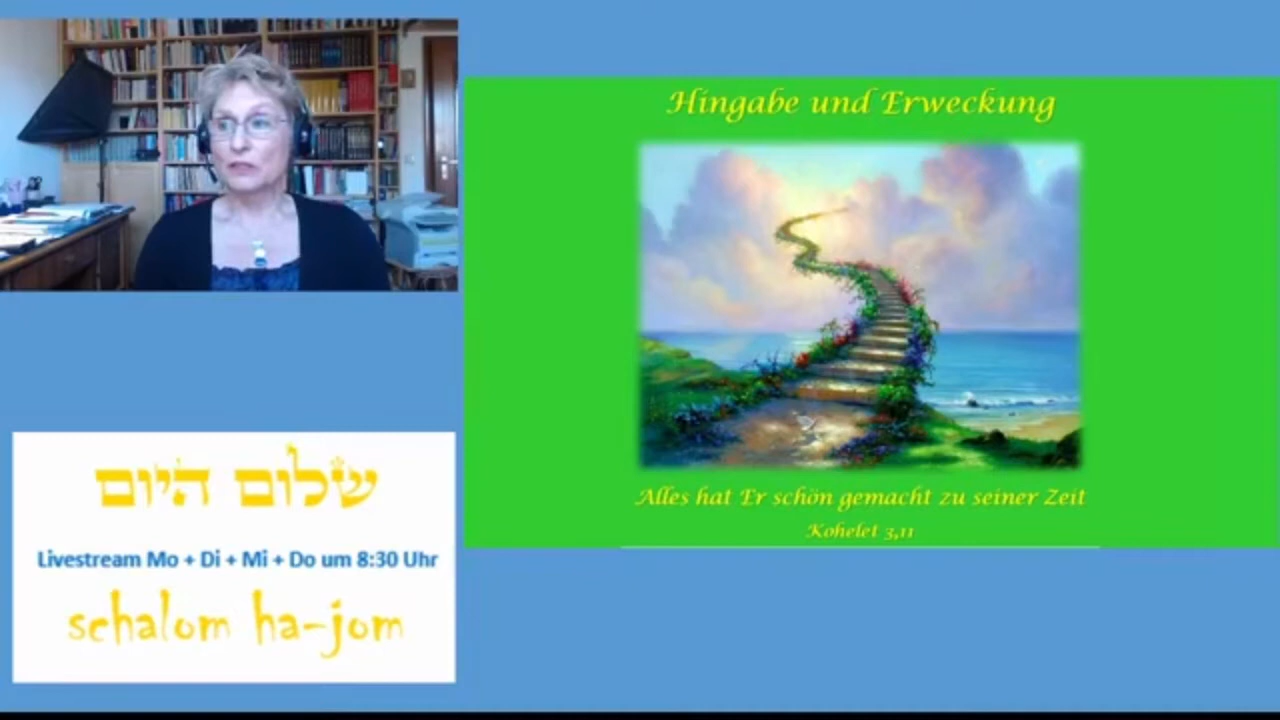 Hingabe und Erweckung
Alles hat Er schön gemacht zu seiner Zeit
Kohelet 3,11
שלום היום
Livestream Mo + Di + Mi + Do um 8:30 Uhr
schalom ha-jom